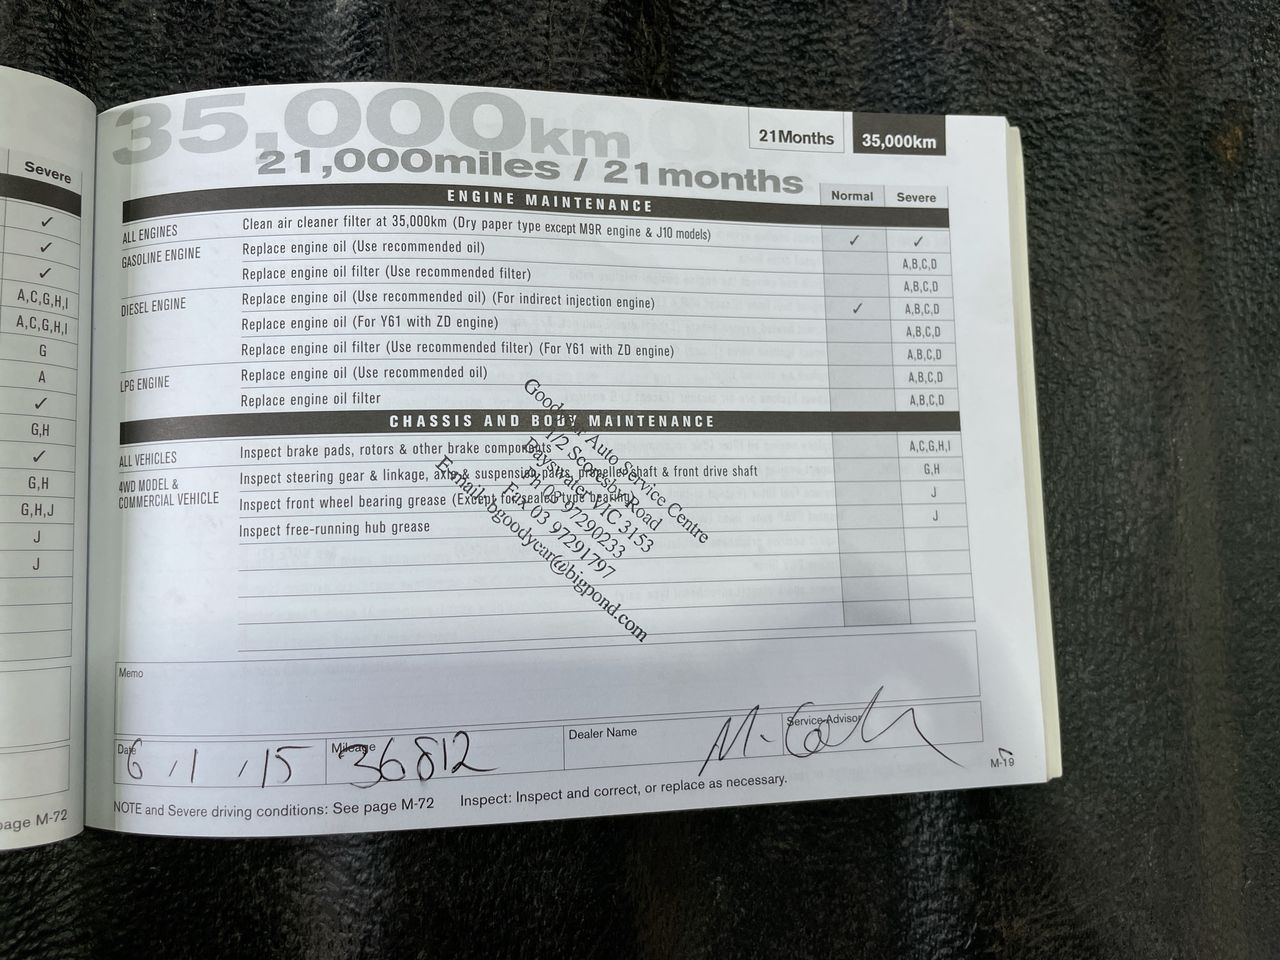 35,000km
21,000miles / 21months
21Months 35,000km
Normal Severe
ENGINE MAINTENANCE
ALL ENGINES Clean air cleaner filter at 35,000km (Dry paper type except M9R engine & J10 models) ✓ ✓
GASOLINE ENGINE Replace engine oil (Use recommended oil) A,B,C,D
Replace engine oil filter (Use recommended filter) A,B,C,D
DIESEL ENGINE Replace engine oil (Use recommended oil) (For indirect injection engine) ✓ A,B,C,D
Replace engine oil (For Y61 with ZD engine) A,B,C,D
Replace engine oil filter (Use recommended filter) (For Y61 with ZD engine) A,B,C,D
LPG ENGINE Replace engine oil (Use recommended oil) A,B,C,D
Replace engine oil filter A,B,C,D
CHASSIS AND BODY MAINTENANCE
ALL VEHICLES Inspect brake pads, rotors & other brake components A,C,G,H,I
4WD MODEL & COMMERCIAL VEHICLE Inspect steering gear & linkage, axle & suspension parts, propeller shaft & front drive shaft G,H
Inspect front wheel bearing grease (Except for sealed type bearing) J
Inspect free-running hub grease J
Auto Service Centre
1/2 Scoresby Road
Bayswater VIC 3153
Ph 03 97290233
Fax 03 97291797
E-mail: bgoodycar@bigpond.com
Memo
Date 6 / 1 / 15
Mileage 36812
Dealer Name
Service Advisor
NOTE and Severe driving conditions: See page M-72 Inspect: Inspect and correct, or replace as necessary.
M-19
Severe
✓
✓
✓
A,C,G,H,I
A,C,G,H,I
G
A
✓
G,H
✓
G,H
G,H,J
J
J
page M-72